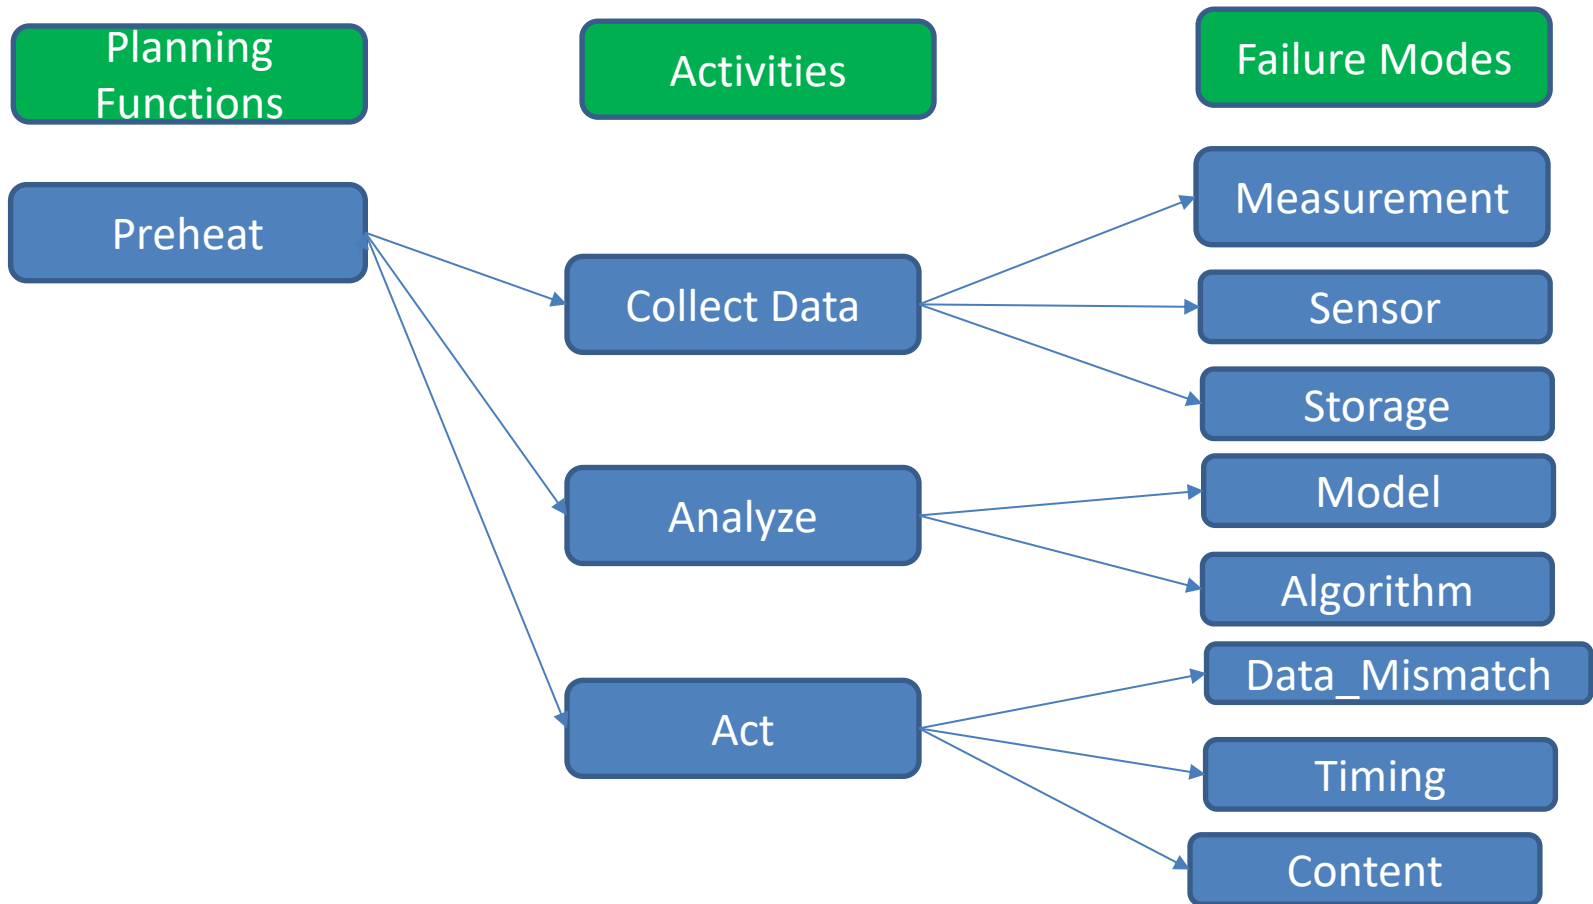 Planning
Functions
Activities
Failure Modes
Preheat
Collect Data
Analyze
Act
Measurement
Sensor
Storage
Model
Algorithm
Data_Mismatch
Timing
Content